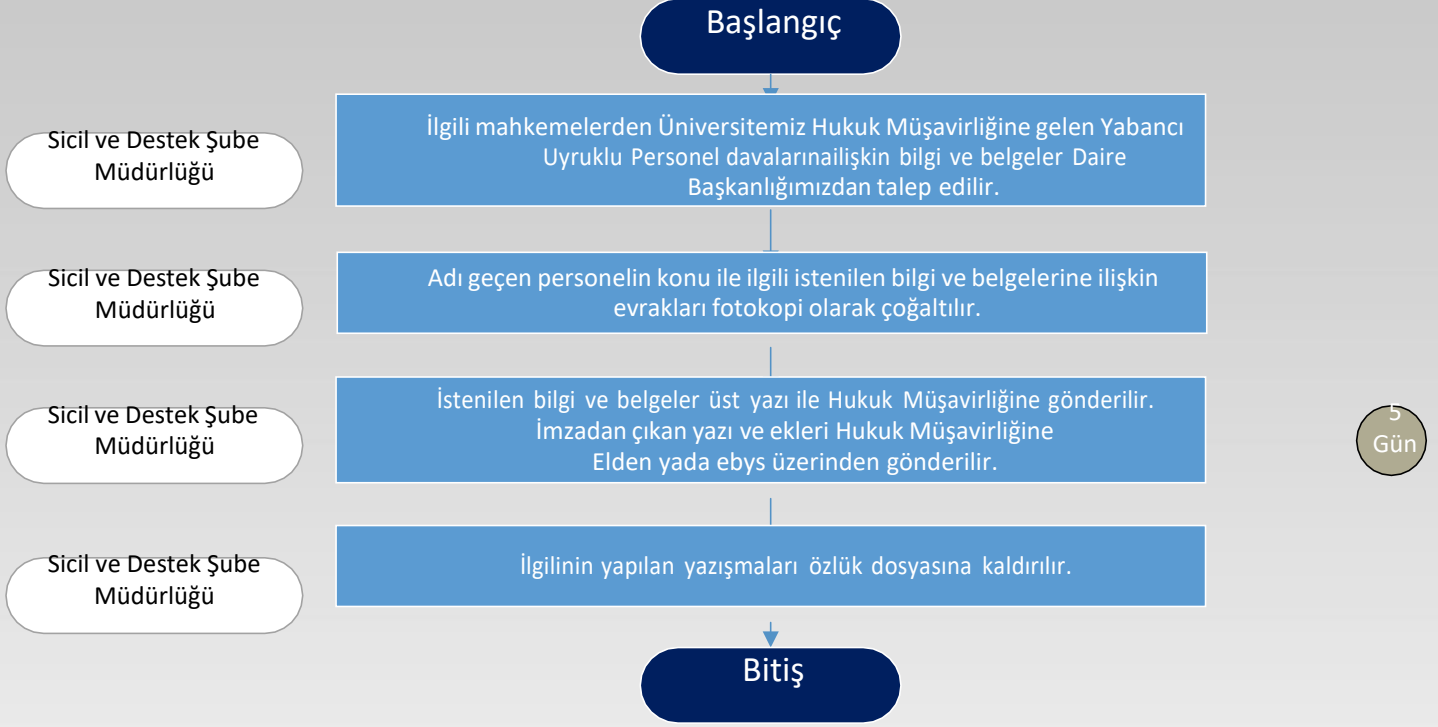 Başlangıç
Sicil ve Destek Şube
Müdürlüğü
İlgili mahkemelerden Üniversitemiz Hukuk Müşavirliğine gelen Yabancı
Uyruklu Personel davalarınailişkin bilgi ve belgeler Daire
Başkanlığımızdan talep edilir.
Sicil ve Destek Şube
Müdürlüğü
Adı geçen personelin konu ile ilgili istenilen bilgi ve belgelerine ilişkin
evrakları fotokopi olarak çoğaltılır.
Sicil ve Destek Şube
Müdürlüğü
İstenilen bilgi ve belgeler üst yazı ile Hukuk Müşavirliğine gönderilir.
İmzadan çıkan yazı ve ekleri Hukuk Müşavirliğine
Elden yada ebys üzerinden gönderilir.
5
Gün
Sicil ve Destek Şube
Müdürlüğü
İlgilinin yapılan yazışmaları özlük dosyasına kaldırılır.
Bitiş